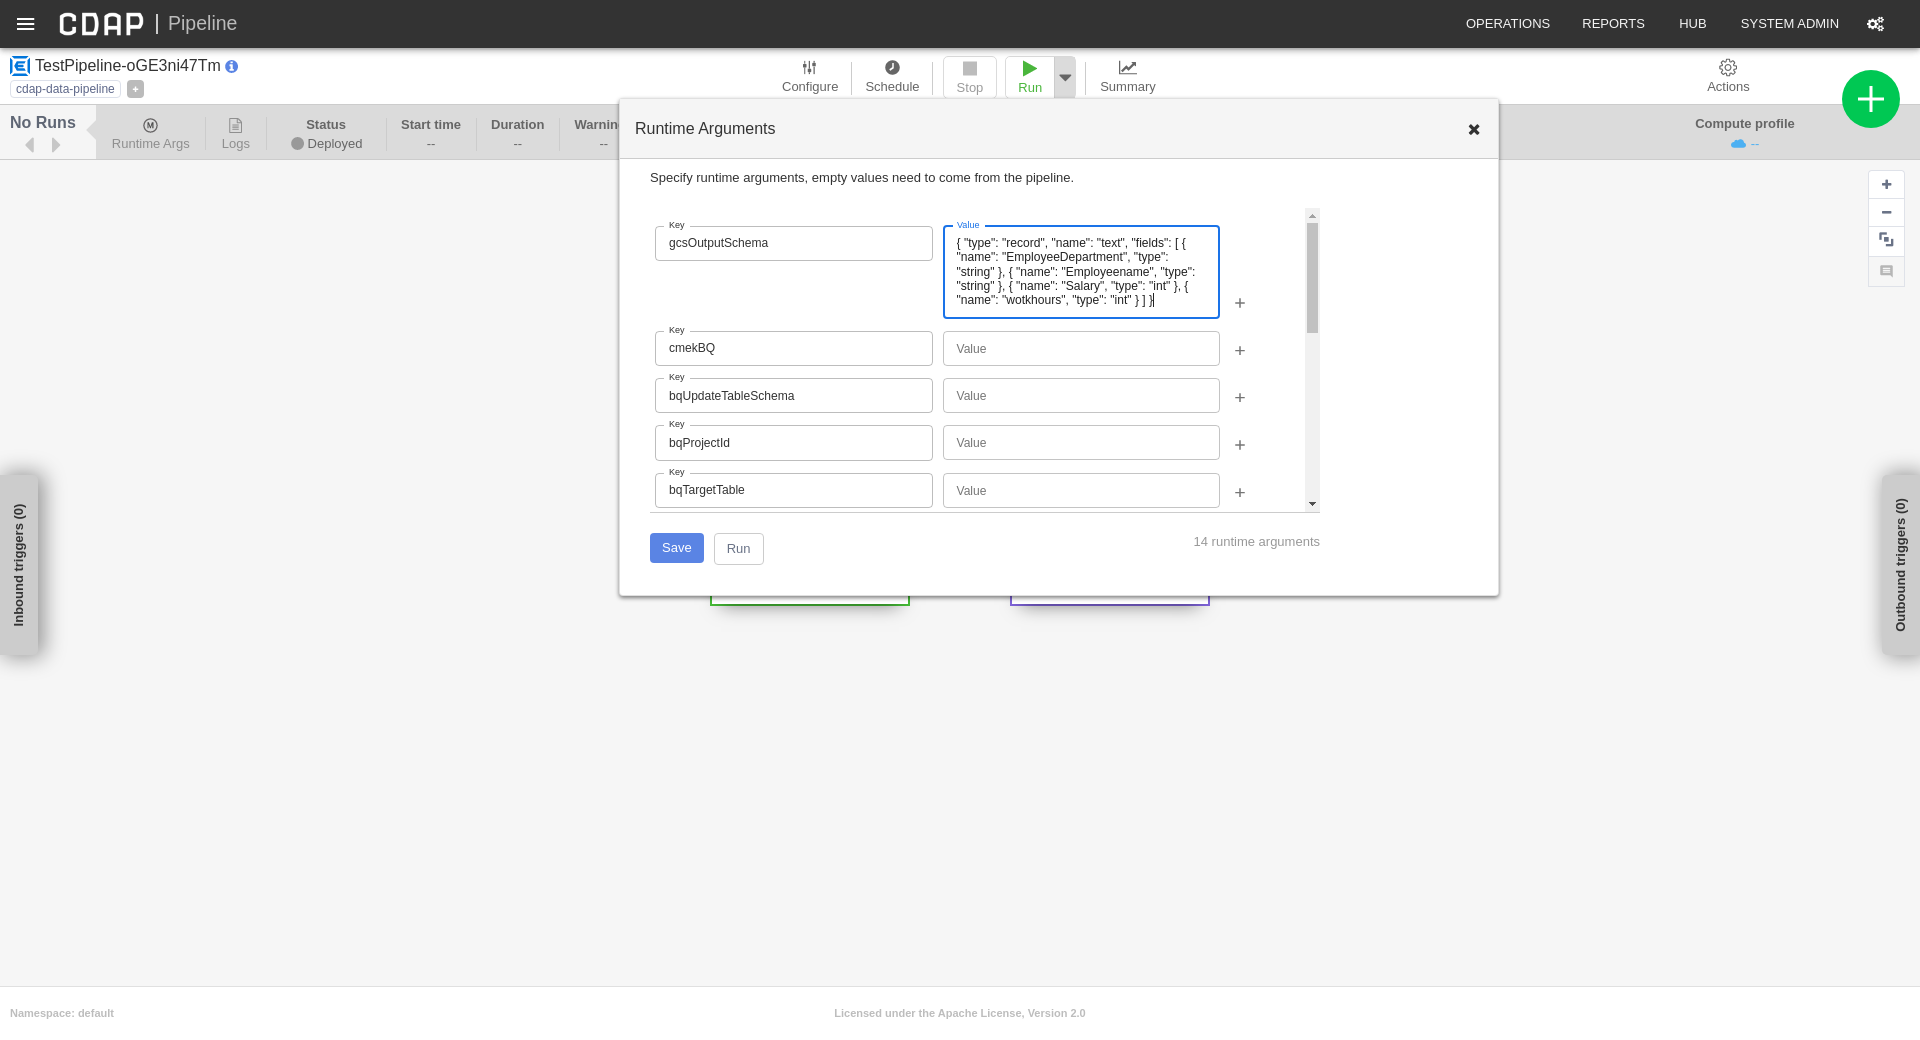 CDAP | Pipeline
OPERATIONS REPORTS HUB SYSTEM ADMIN
TestPipeline-oGE3ni47Tm
cdap-data-pipeline
Configure
Schedule
Stop
Run
Summary
Actions
No Runs
Runtime Args
Logs
Status
Deployed
Start time
--
Duration
--
Warnin
--
Compute profile
--
Runtime Arguments
Specify runtime arguments, empty values need to come from the pipeline.
Key
gcsOutputSchema
Value
{ "type": "record", "name": "text", "fields": [ {
"name": "EmployeeDepartment", "type":
"string" }, { "name": "Employeename", "type":
"string" }, { "name": "Salary", "type": "int" }, {
"name": "wotkhours", "type": "int" } ] }
Key
cmekBQ
Value
Key
bqUpdateTableSchema
Value
Key
bqProjectId
Value
Key
bqTargetTable
Value
Save
Run
14 runtime arguments
Inbound triggers (0)
Outbound triggers (0)
Namespace: default
Licensed under the Apache License, Version 2.0